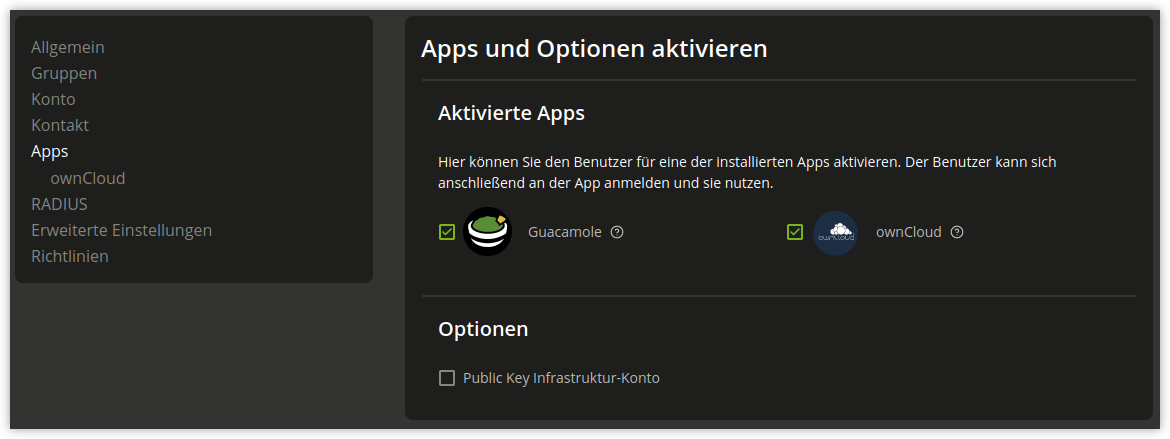 Allgemein
Gruppen
Konto
Kontakt
Apps
ownCloud
RADIUS
Erweiterte Einstellungen
Richtlinien
Apps und Optionen aktivieren
Aktivierte Apps
Hier können Sie den Benutzer für eine der installierten Apps aktivieren. Der Benutzer kann sich
anschließend an der App anmelden und sie nutzen.
Guacamole
ownCloud
ownCloud
Optionen
Public Key Infrastruktur-Konto